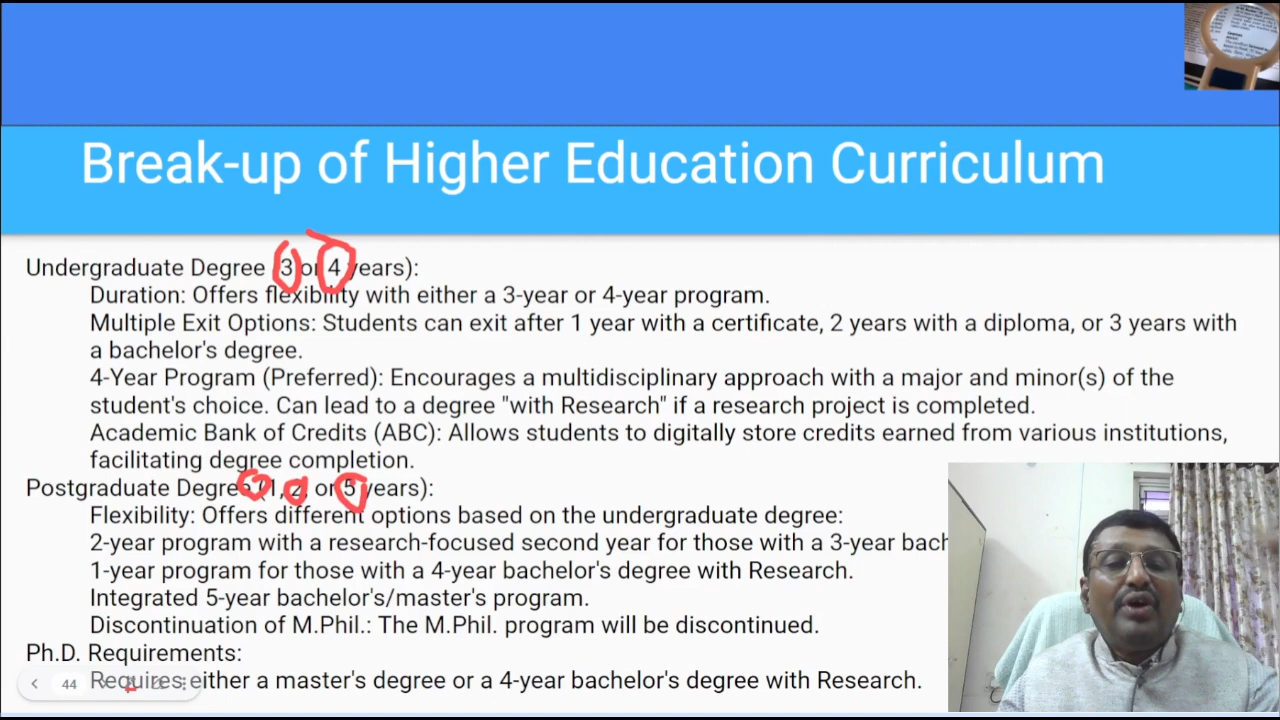 Break-up of Higher Education Curriculum
Undergraduate Degree (3 or 4 years):
Duration: Offers flexibility with either a 3-year or 4-year program.
Multiple Exit Options: Students can exit after 1 year with a certificate, 2 years with a diploma, or 3 years with
a bachelor's degree.
4-Year Program (Preferred): Encourages a multidisciplinary approach with a major and minor(s) of the
student's choice. Can lead to a degree "with Research" if a research project is completed.
Academic Bank of Credits (ABC): Allows students to digitally store credits earned from various institutions,
facilitating degree completion.
Postgraduate Degree (1, 2, or 5 years):
Flexibility: Offers different options based on the undergraduate degree:
2-year program with a research-focused second year for those with a 3-year bach
1-year program for those with a 4-year bachelor's degree with Research.
Integrated 5-year bachelor's/master's program.
Discontinuation of M.Phil.: The M.Phil. program will be discontinued.
Ph.D. Requirements:
Requires either a master's degree or a 4-year bachelor's degree with Research.
44